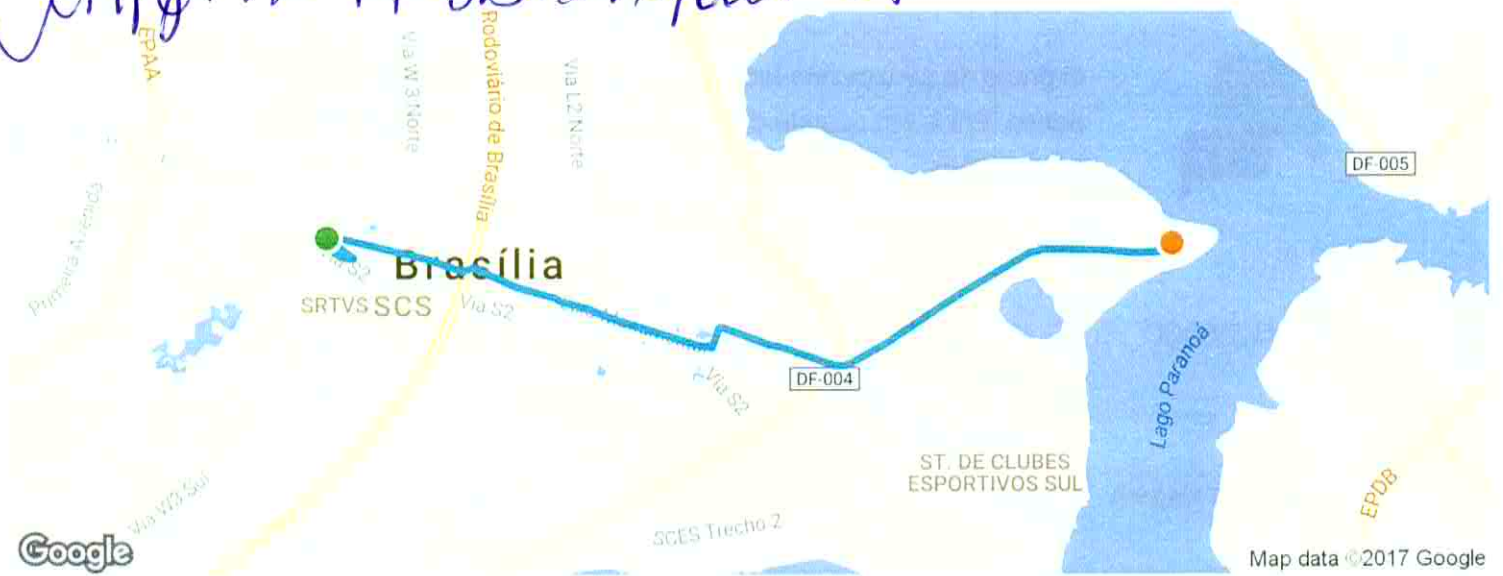 EPAA
Via W3 Norte
Rodoviário de Brasília
Via L2 Norte
DF-005
Primeira Avenida
Via S2
Brasília
SRTVS SCS
Via S2
Via S2
DF-004
Lago Paranoá
ST. DE CLUBES
ESPORTIVOS SUL
Via W3 Sul
SCES Trecho 2
EPDB
Google
Map data ©2017 Google